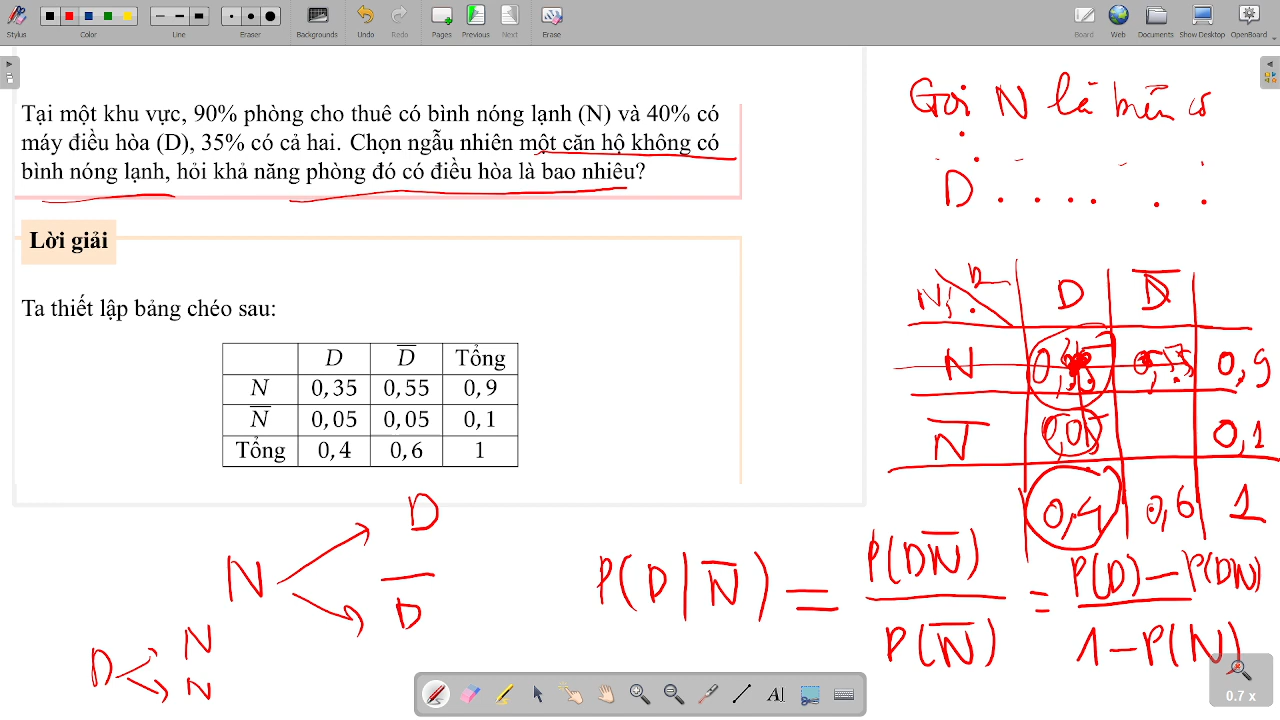 Stylus
Color
Line
Eraser
Backgrounds
Undo
Redo
Pages
Previous
Next
Erase
Board
Web
Documents
Show Desktop
OpenBoard
Tại một khu vực, 90% phòng cho thuê có bình nóng lạnh (N) và 40% có
máy điều hòa (D), 35% có cả hai. Chọn ngẫu nhiên một căn hộ không có
bình nóng lạnh, hỏi khả năng phòng đó có điều hòa là bao nhiêu?
Lời giải
Ta thiết lập bảng chéo sau:
D D̅ Tổng
N 0,35 0,55 0,9
N̅ 0,05 0,05 0,1
Tổng 0,4 0,6 1
Gọi N là biến cố
D . . . . . .
D D̅
N 0,35 0,9
N̅ 0,05 0,1
0,4 0,6 1
N D
D̅
D N
N
P(D|N̅) = P(DN̅) / P(N̅) = P(D) − P(DN) / 1 − P(N)
AI
0.7 x